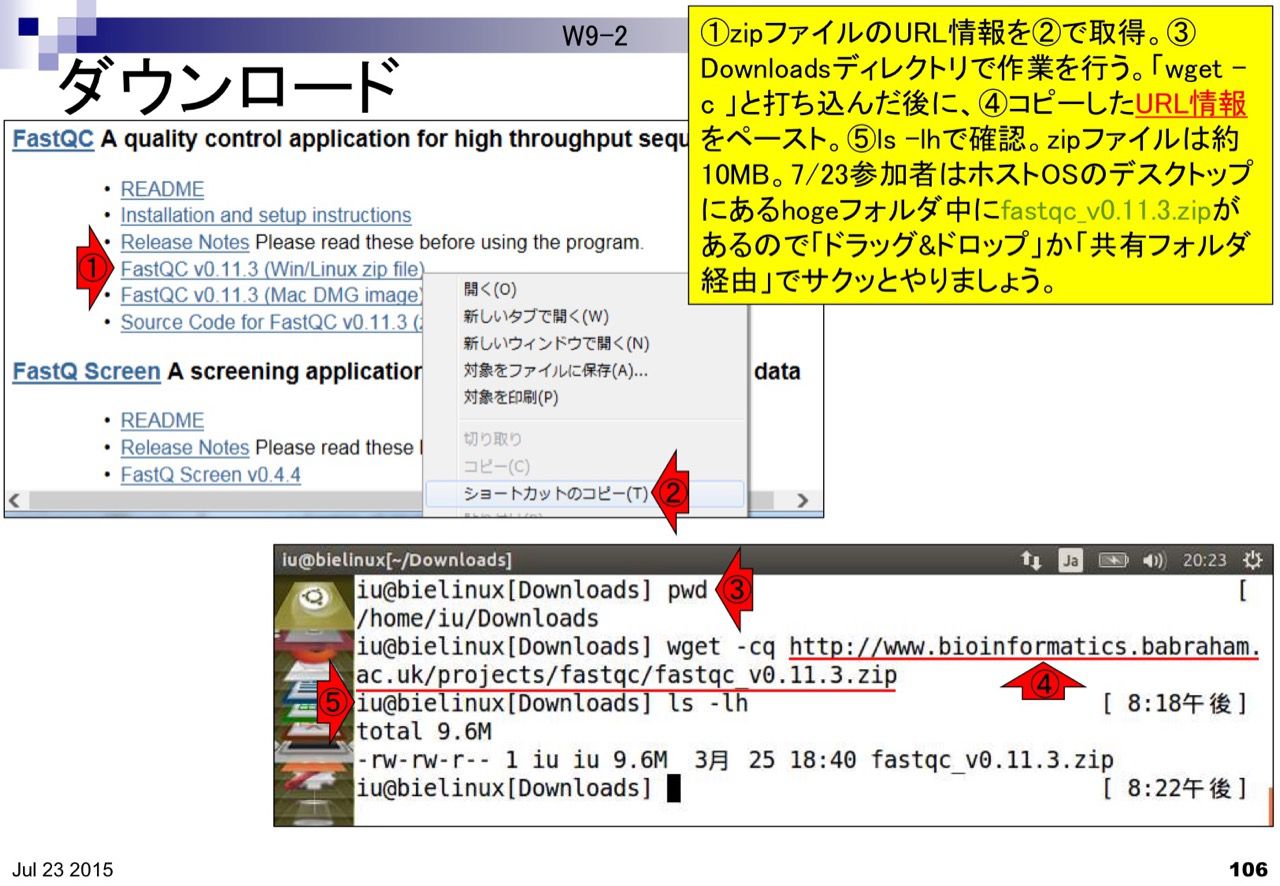 W9-2
ダウンロード
①zipファイルのURL情報を②で取得。③
Downloadsディレクトリで作業を行う。「wget -
c 」と打ち込んだ後に、④コピーしたURL情報
をペースト。⑤ls -lhで確認。zipファイルは約
10MB。7/23参加者はホストOSのデスクトップ
にあるhogeフォルダ中にfastqc_v0.11.3.zipが
あるので「ドラッグ&ドロップ」か「共有フォルダ
経由」でサクッとやりましょう。
FastQC A quality control application for high throughput sequ
• README
• Installation and setup instructions
• Release Notes Please read these before using the program.
① • FastQC v0.11.3 (Win/Linux zip file)
• FastQC v0.11.3 (Mac DMG image)
• Source Code for FastQC v0.11.3 (
開く(O)
新しいタブで開く(W)
新しいウィンドウで開く(N)
対象をファイルに保存(A)...
対象を印刷(P)
切り取り
コピー(C)
ショートカットのコピー(T) ②
FastQ Screen A screening application data
• README
• Release Notes Please read these
• FastQ Screen v0.4.4
iu@bielinux[~/Downloads] Ja 20:23
iu@bielinux[Downloads] pwd ③ [
/home/iu/Downloads
iu@bielinux[Downloads] wget -cq http://www.bioinformatics.babraham.
ac.uk/projects/fastqc/fastqc_v0.11.3.zip ④
⑤ iu@bielinux[Downloads] ls -lh [ 8:18午後]
total 9.6M
-rw-rw-r-- 1 iu iu 9.6M 3月 25 18:40 fastqc_v0.11.3.zip
iu@bielinux[Downloads] [ 8:22午後]
Jul 23 2015
106